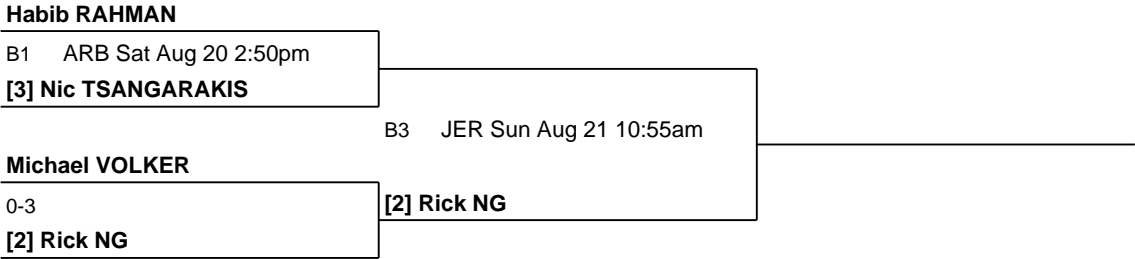 Habib RAHMAN
B1 ARB Sat Aug 20 2:50pm
[3] Nic TSANGARAKIS
B3 JER Sun Aug 21 10:55am
Michael VOLKER
0-3
[2] Rick NG
[2] Rick NG